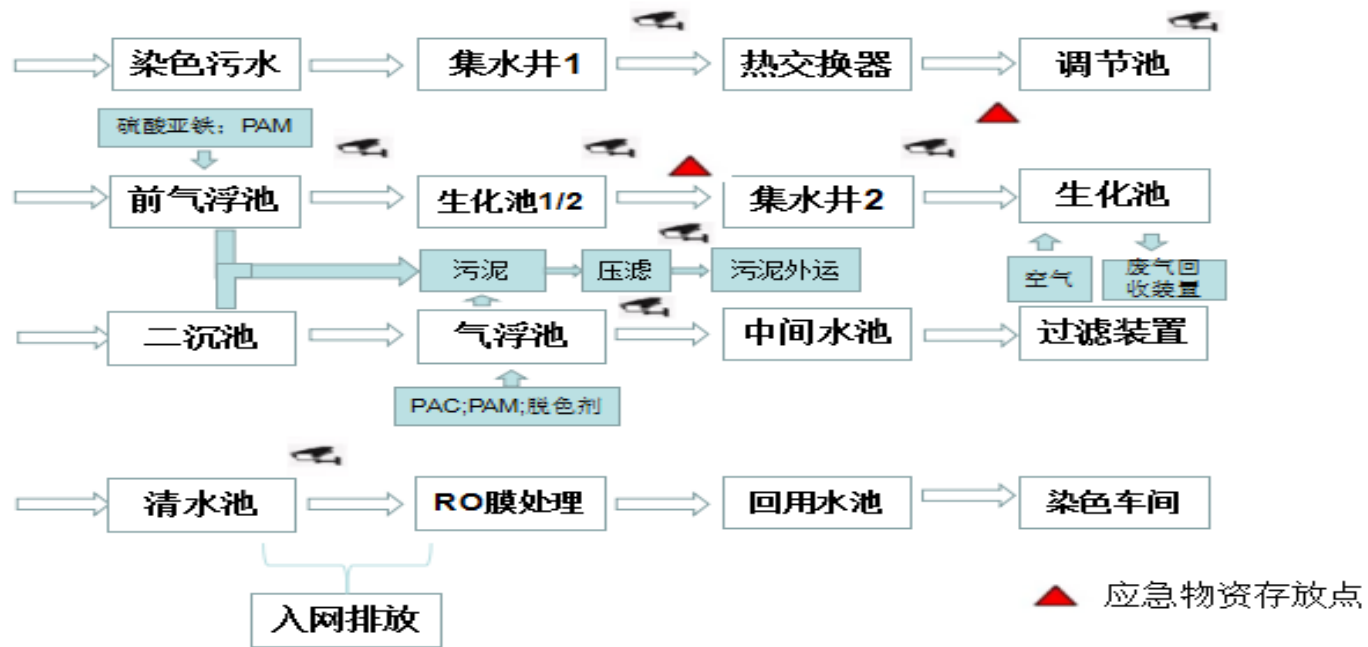 染色污水
集水井1
热交换器
调节池
硫酸亚铁；PAM
前气浮池
生化池1/2
集水井2
生化池
污泥
压滤
污泥外运
空气
废气回
收装置
二沉池
气浮池
中间水池
过滤装置
PAC;PAM;脱色剂
清水池
RO膜处理
回用水池
染色车间
入网排放
应急物资存放点